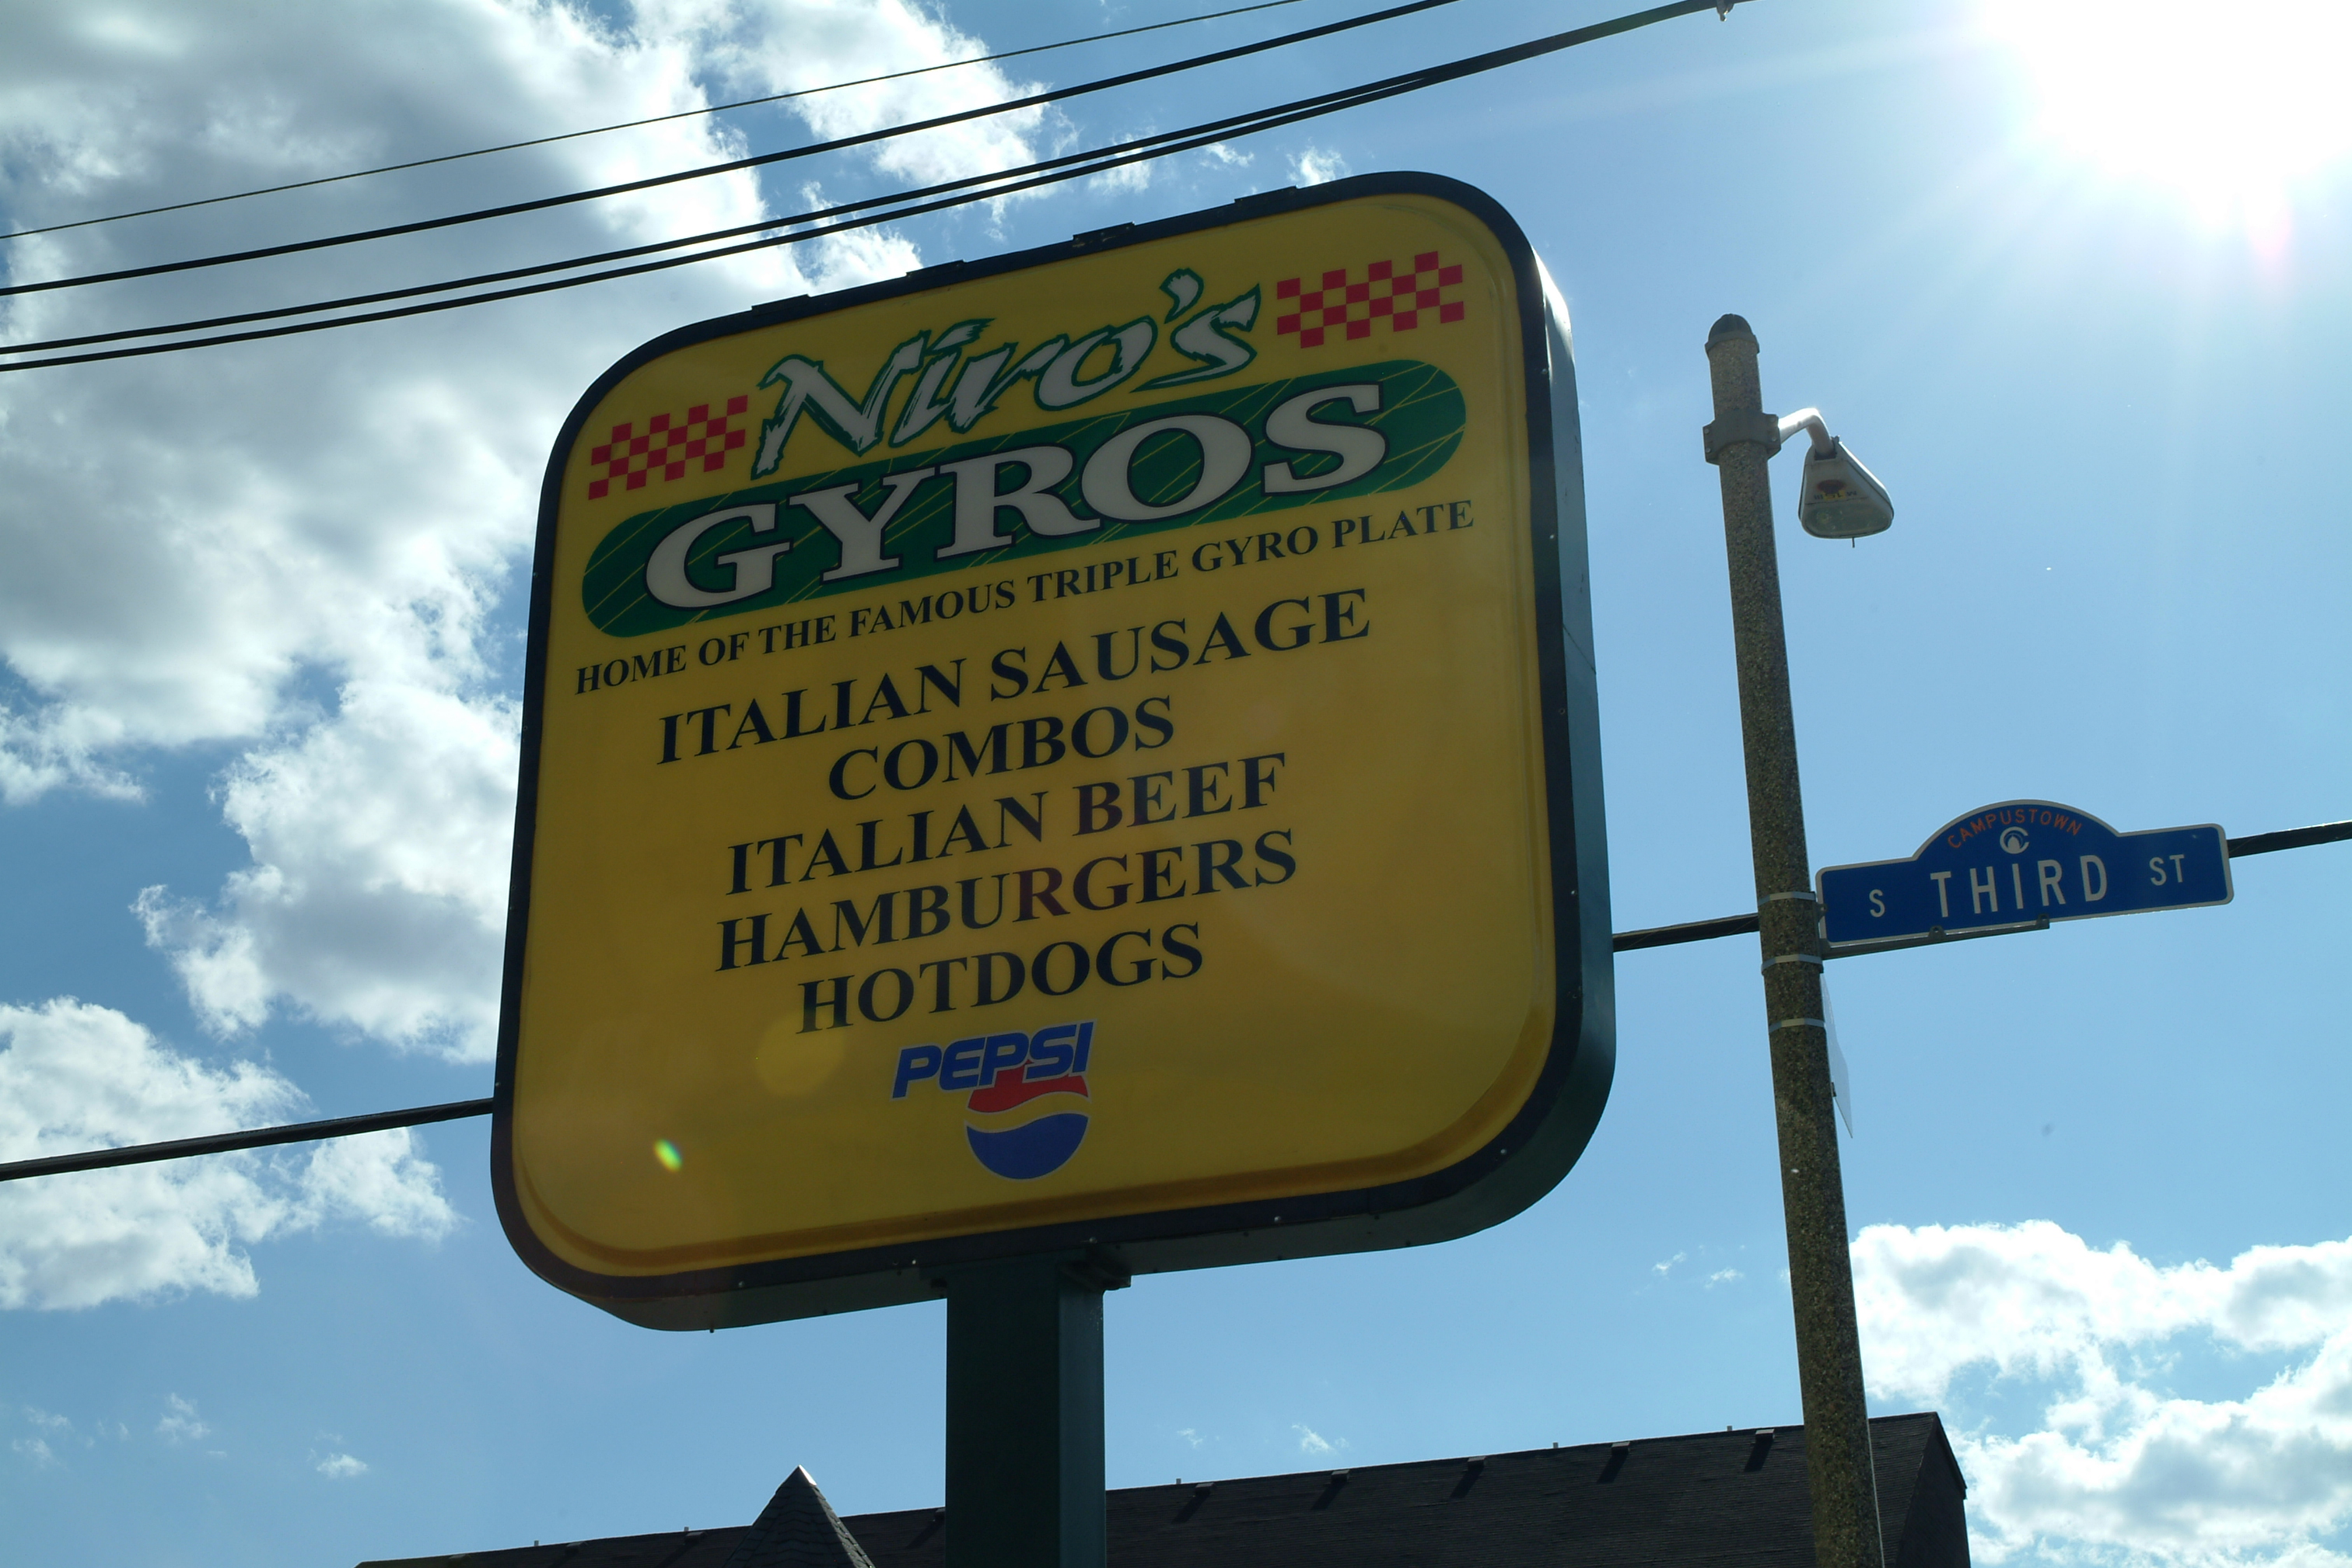 Niro's
GYROS
HOME OF THE FAMOUS TRIPLE GYRO PLATE
ITALIAN SAUSAGE
COMBOS
ITALIAN BEEF
HAMBURGERS
HOTDOGS
PEPSI
CAMPUSTOWN
S THIRD ST